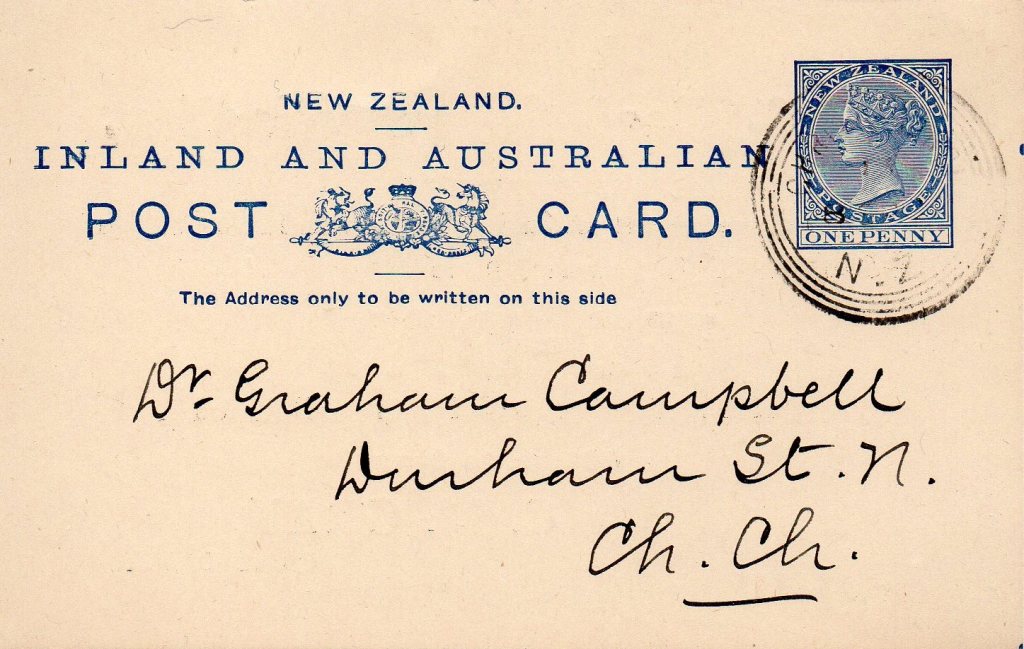 NEW ZEALAND.
INLAND AND AUSTRALIAN
POST CARD.
The Address only to be written on this side
NEW ZEALAND
POSTAGE
ONE PENNY
8
N.Z
Dr. Graham Campbell
Durham St. N.
Ch. Ch.